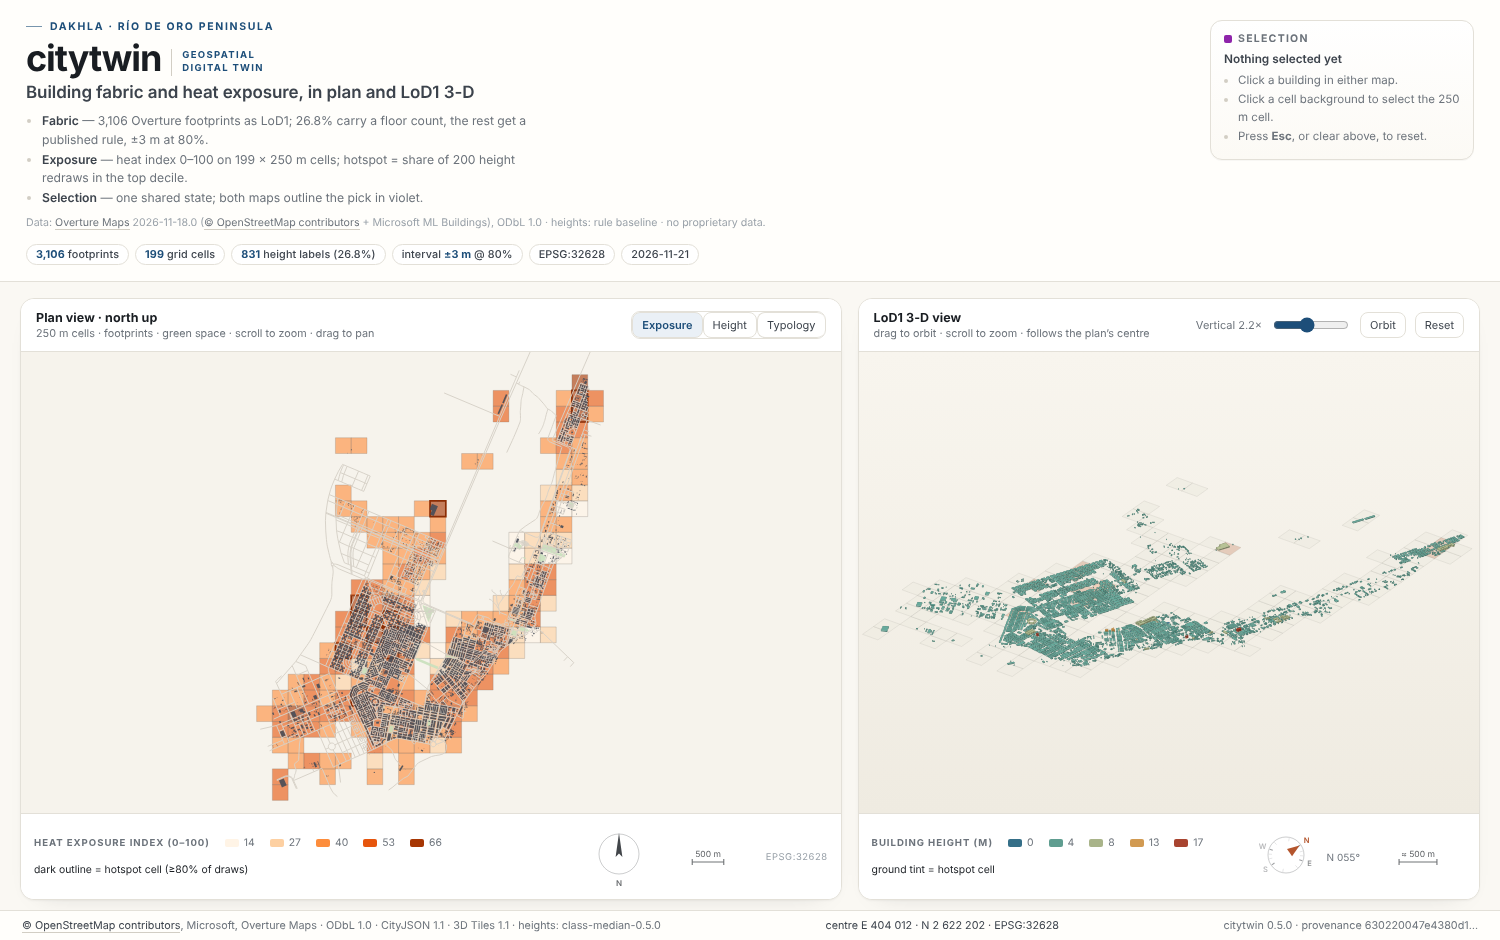 DAKHLA · RÍO DE ORO PENINSULA
citytwin
GEOSPATIAL
DIGITAL TWIN
Building fabric and heat exposure, in plan and LoD1 3-D
Fabric — 3,106 Overture footprints as LoD1; 26.8% carry a floor count, the rest get a
published rule, ±3 m at 80%.
Exposure — heat index 0–100 on 199 × 250 m cells; hotspot = share of 200 height
redraws in the top decile.
Selection — one shared state; both maps outline the pick in violet.
Data: Overture Maps 2026-11-18.0 (© OpenStreetMap contributors + Microsoft ML Buildings), ODbL 1.0 · heights: rule baseline · no proprietary data.
3,106 footprints
199 grid cells
831 height labels (26.8%)
interval ±3 m @ 80%
EPSG:32628
2026-11-21
SELECTION
Nothing selected yet
Click a building in either map.
Click a cell background to select the 250
m cell.
Press Esc, or clear above, to reset.
Plan view · north up
250 m cells · footprints · green space · scroll to zoom · drag to pan
Exposure
Height
Typology
HEAT EXPOSURE INDEX (0–100)
14
27
40
53
66
dark outline = hotspot cell (≥80% of draws)
N
500 m
EPSG:32628
LoD1 3-D view
drag to orbit · scroll to zoom · follows the plan's centre
Vertical 2.2×
Orbit
Reset
BUILDING HEIGHT (M)
0
4
8
13
17
ground tint = hotspot cell
W
N
E
S
N 055°
≈ 500 m
© OpenStreetMap contributors, Microsoft, Overture Maps · ODbL 1.0 · CityJSON 1.1 · 3D Tiles 1.1 · heights: class-median-0.5.0
centre E 404 012 · N 2 622 202 · EPSG:32628
citytwin 0.5.0 · provenance 630220047e4380d1…